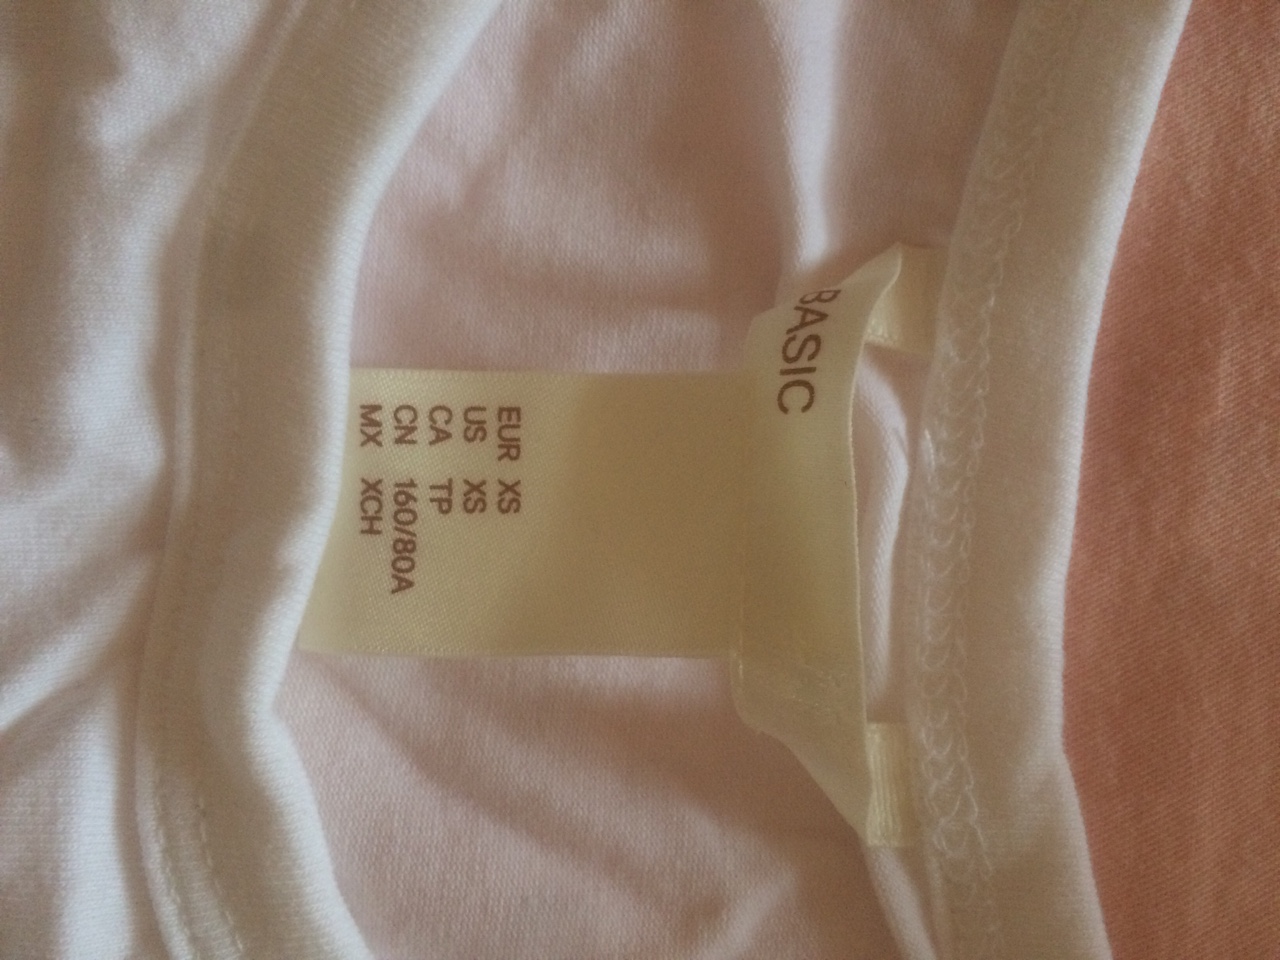 BASIC
EUR XS
US XS
CA TP
CN 160/80A
MX XCH